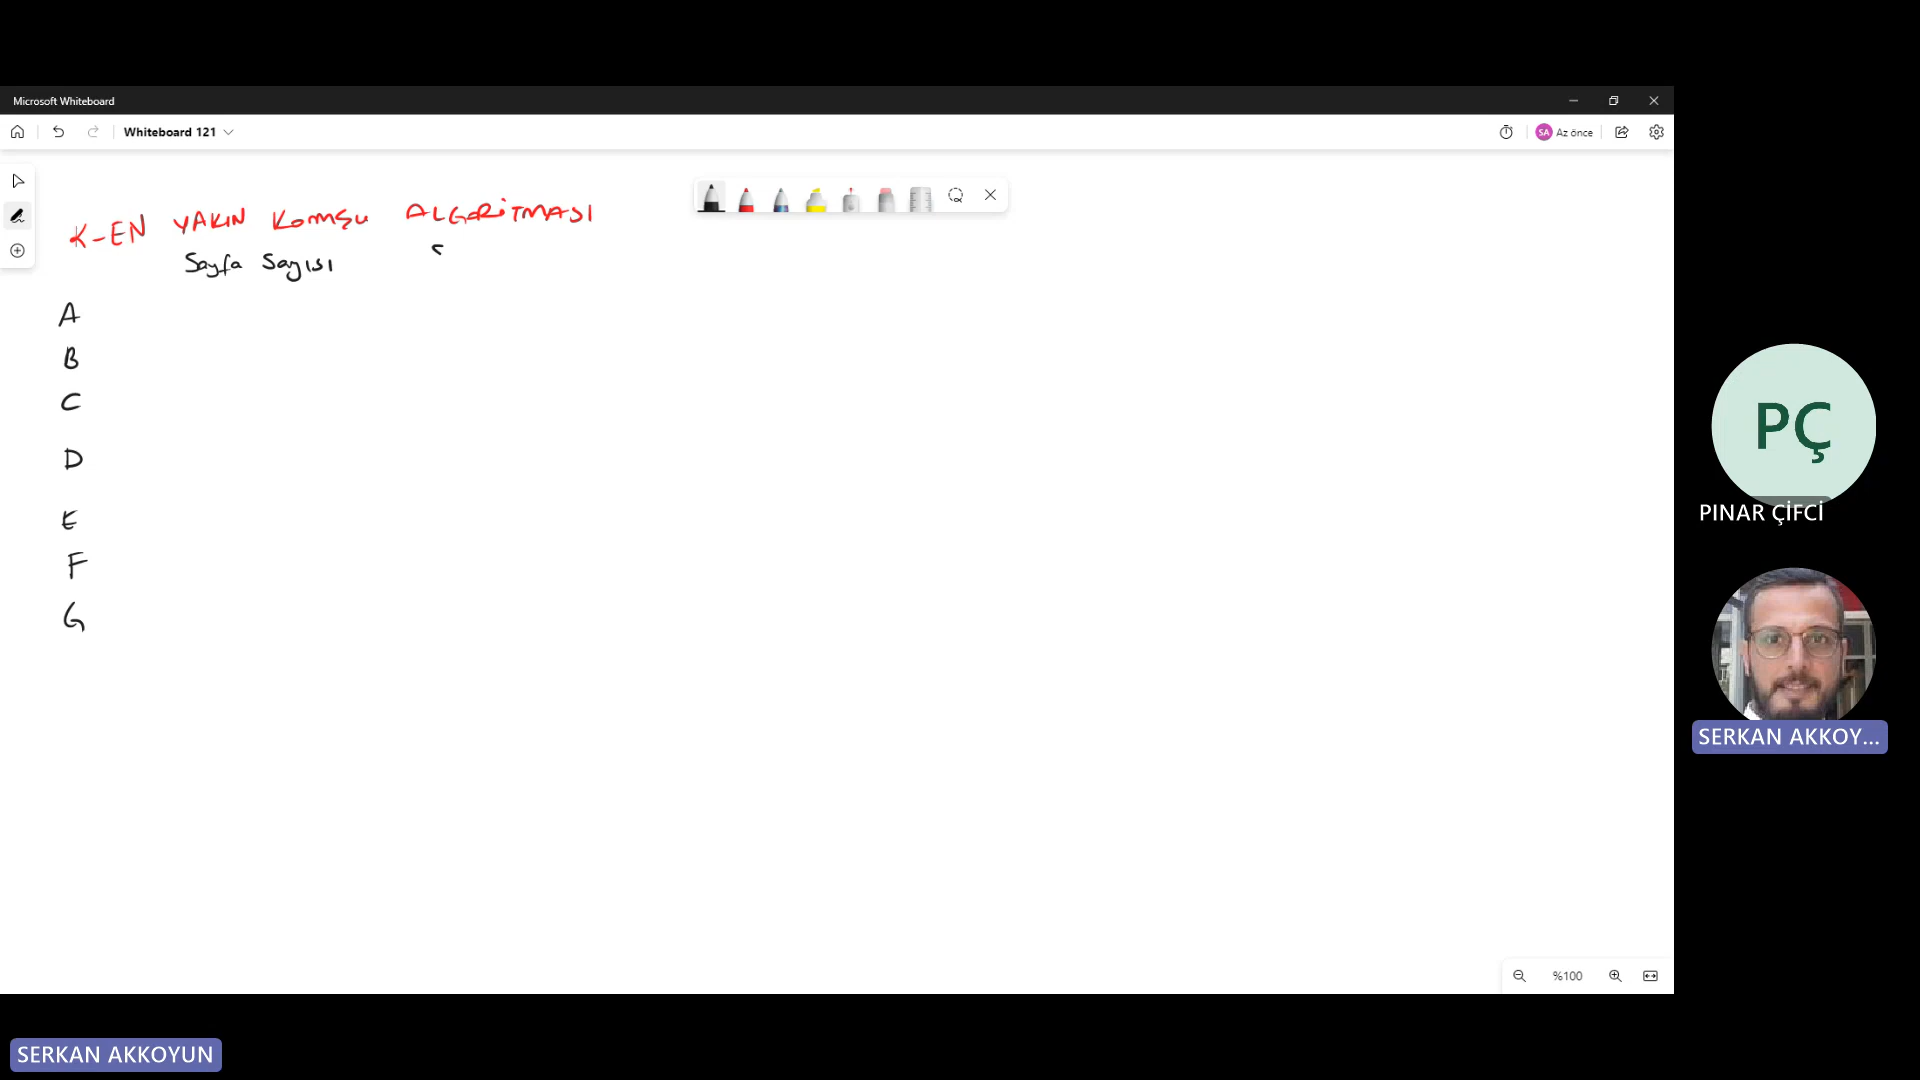 Microsoft Whiteboard
Whiteboard 121
SA Az önce
K-EN YAKIN KOMŞU ALGORİTMASI
Sayfa Sayısı
A
B
C
D
E
F
G
PÇ
PINAR ÇİFCİ
SERKAN AKKOY...
%100
SERKAN AKKOYUN